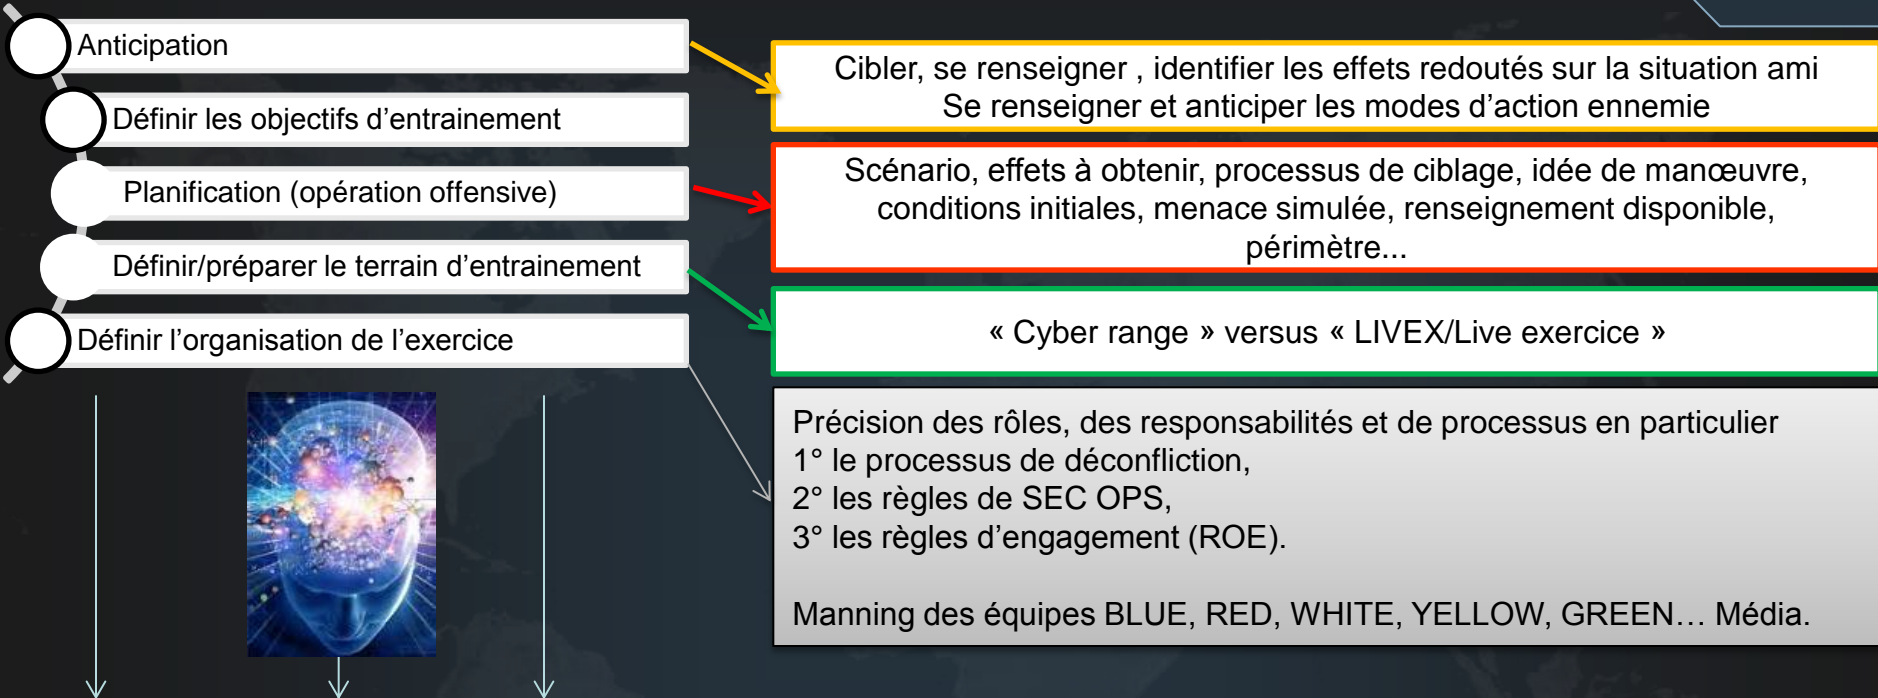 Anticipation
Définir les objectifs d’entrainement
Planification (opération offensive)
Définir/préparer le terrain d’entrainement
Définir l’organisation de l’exercice
Cibler, se renseigner , identifier les effets redoutés sur la situation ami
Se renseigner et anticiper les modes d’action ennemie
Scénario, effets à obtenir, processus de ciblage, idée de manœuvre,
conditions initiales, menace simulée, renseignement disponible,
périmètre...
« Cyber range » versus « LIVEX/Live exercice »
Précision des rôles, des responsabilités et de processus en particulier
1° le processus de déconfliction,
2° les règles de SEC OPS,
3° les règles d’engagement (ROE).
Manning des équipes BLUE, RED, WHITE, YELLOW, GREEN… Média.